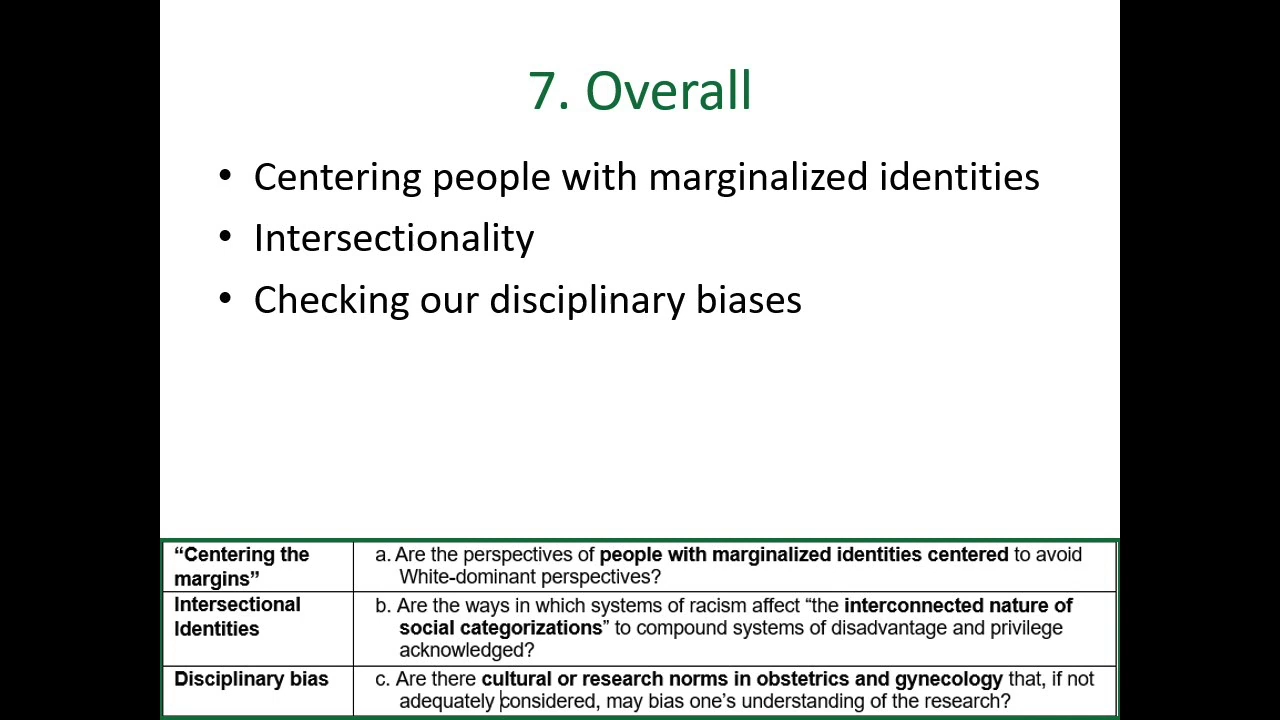 7. Overall
• Centering people with marginalized identities
• Intersectionality
• Checking our disciplinary biases
“Centering the
margins”
a. Are the perspectives of people with marginalized identities centered to avoid
White-dominant perspectives?
Intersectional
Identities
b. Are the ways in which systems of racism affect “the interconnected nature of
social categorizations” to compound systems of disadvantage and privilege
acknowledged?
Disciplinary bias
c. Are there cultural or research norms in obstetrics and gynecology that, if not
adequately considered, may bias one’s understanding of the research?